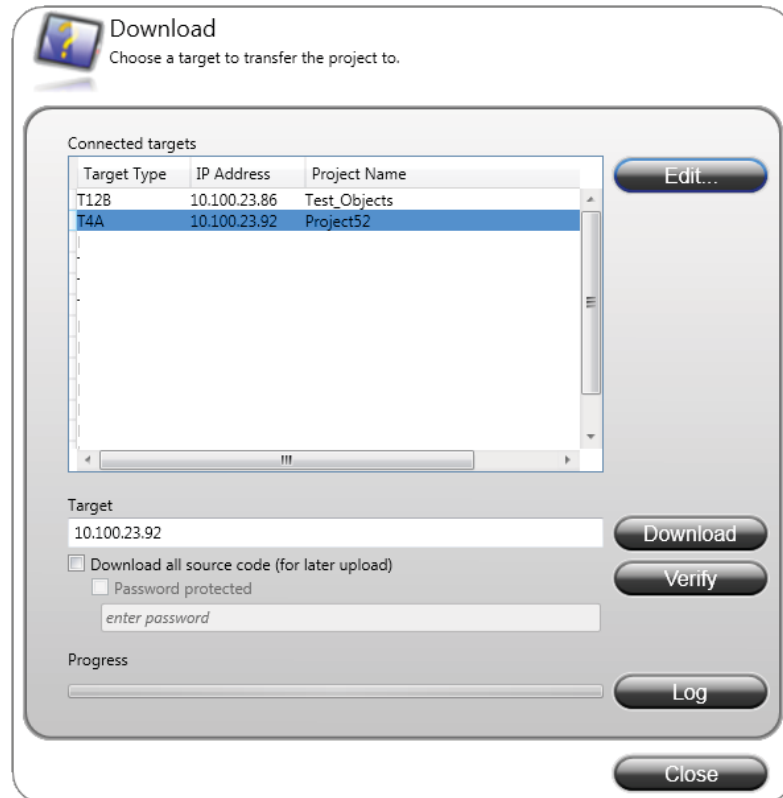 Download
Choose a target to transfer the project to.
Connected targets
Target Type IP Address Project Name
T12B 10.100.23.86 Test_Objects
T4A 10.100.23.92 Project52
Edit...
Target
10.100.23.92
Download
Download all source code (for later upload)
Verify
Password protected
enter password
Progress
Log
Close